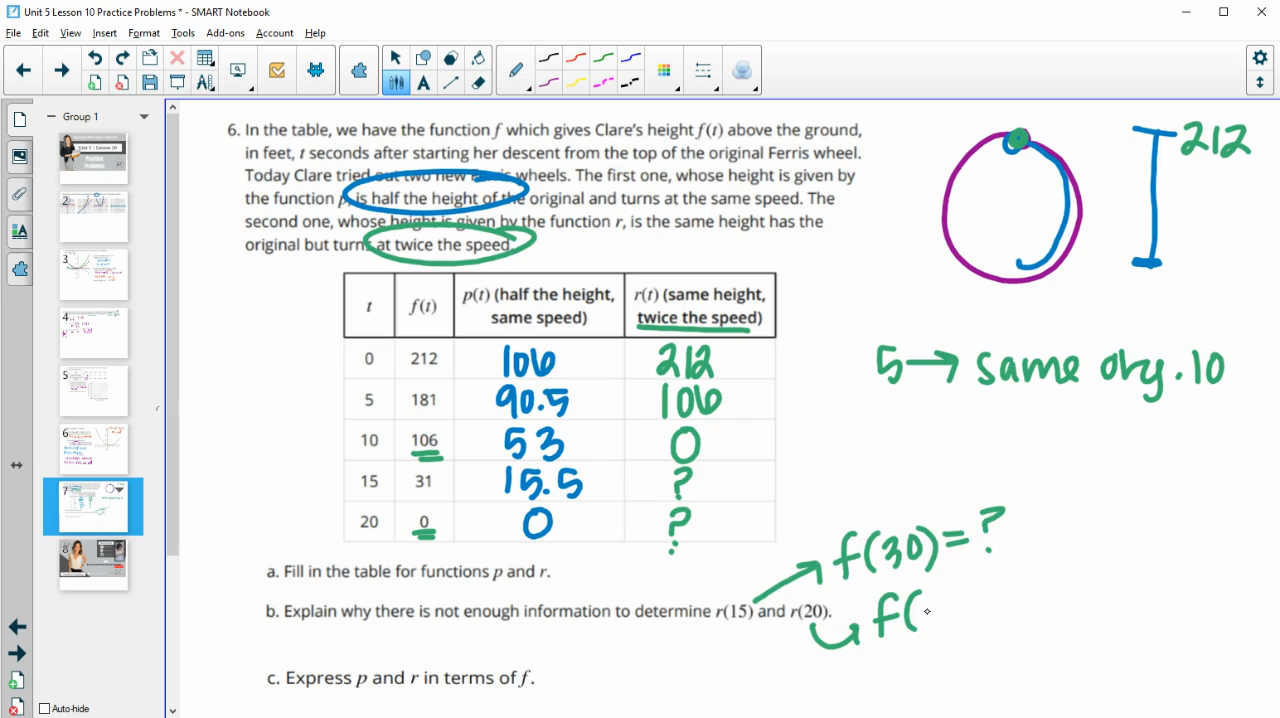 Unit 5 Lesson 10 Practice Problems * - SMART Notebook
File Edit View Insert Format Tools Add-ons Account Help
Group 1
6. In the table, we have the function f which gives Clare's height f(t) above the ground,
in feet, t seconds after starting her descent from the top of the original Ferris wheel.
Today Clare tried out two new Ferris wheels. The first one, whose height is given by
the function p, is half the height of the original and turns at the same speed. The
second one, whose height is given by the function r, is the same height has the
original but turns at twice the speed.
212
t f(t) p(t) (half the height, same speed) r(t) (same height, twice the speed)
0 212 106 212
5 181 90.5 106
10 106 53 0
15 31 15.5 ?
20 0 0 ?
5 → same orig. 10
a. Fill in the table for functions p and r.
f(30) = ?
b. Explain why there is not enough information to determine r(15) and r(20).
f(
c. Express p and r in terms of f.
2
3
4
5
6
7
8
Auto-hide